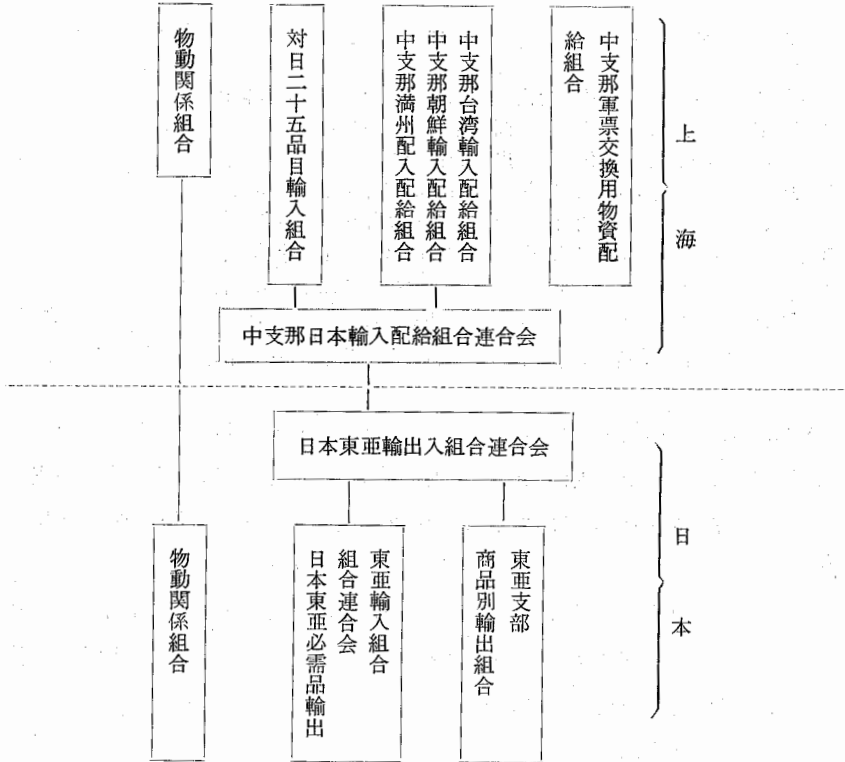 上海
中支那軍票交換用物資配
給組合
中支那台湾輸入配給組合
中支那朝鮮輸入配給組合
中支那満州配入配給組合
対日二十五品目輸入組合
物動関係組合
中支那日本輸入配給組合連合会
日本東亜輸出入組合連合会
日本
東亜支部
商品別輸出組合
東亜輸入組合
組合連合会
日本東亜必需品輸出
物動関係組合